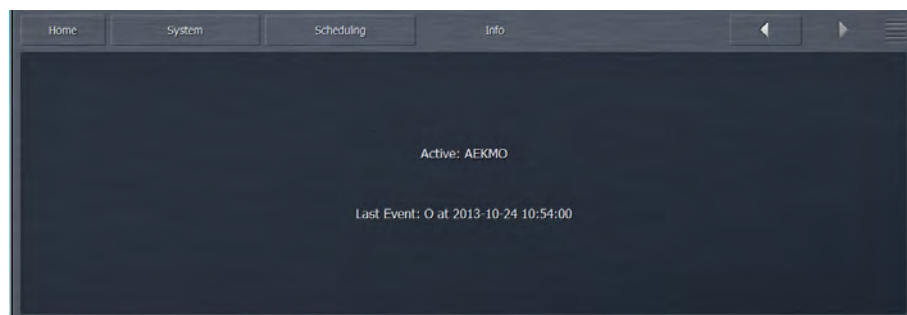 Home System Scheduling Info
Active: AEKMO
Last Event: O at 2013-10-24 10:54:00